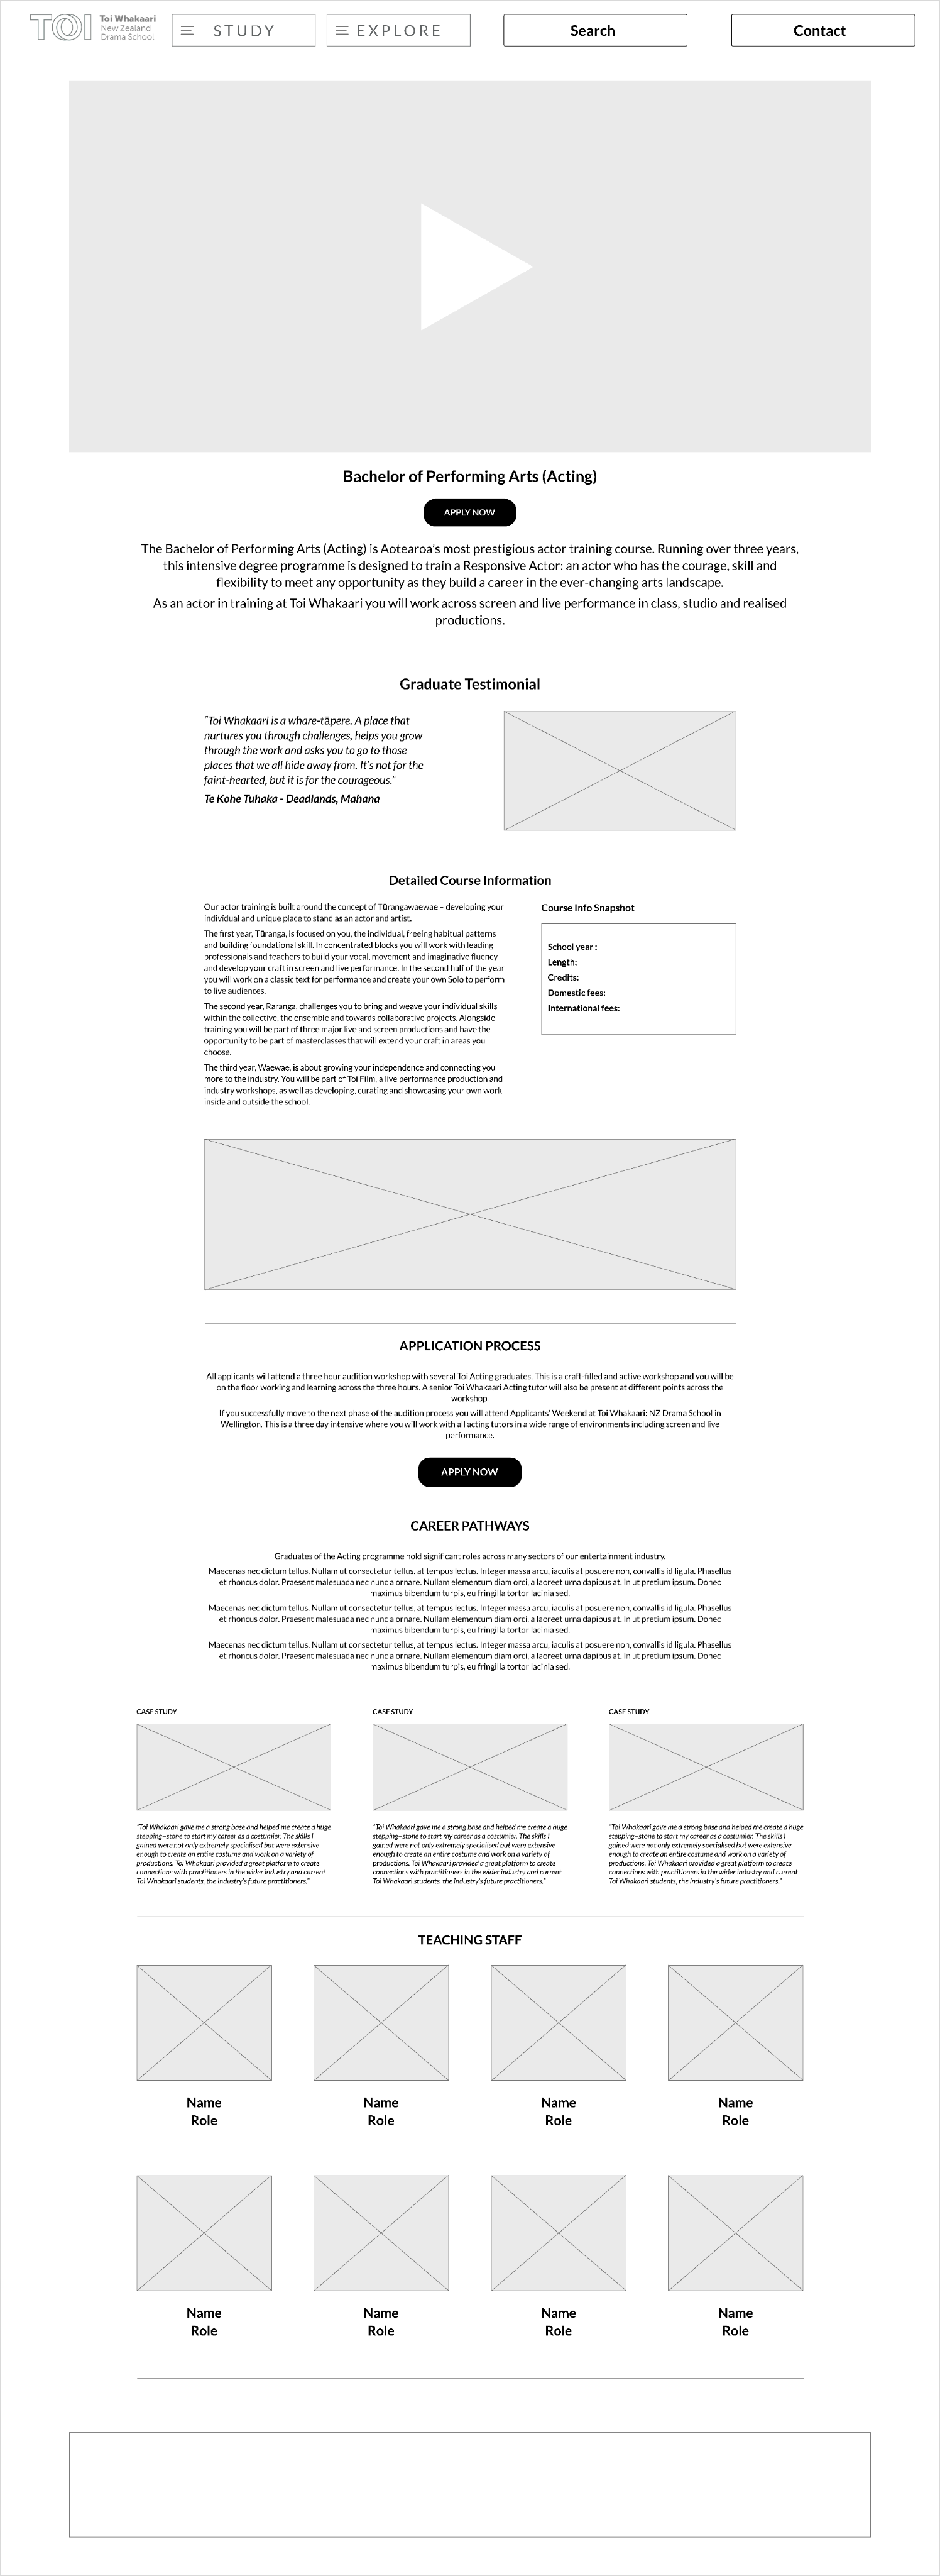 TOI Toi Whakaari
New Zealand
Drama School
STUDY
EXPLORE
Search
Contact
Bachelor of Performing Arts (Acting)
APPLY NOW
The Bachelor of Performing Arts (Acting) is Aotearoa's most prestigious actor training course. Running over three years,
this intensive degree programme is designed to train a Responsive Actor: an actor who has the courage, skill and
flexibility to meet any opportunity as they build a career in the ever-changing arts landscape.
As an actor in training at Toi Whakaari you will work across screen and live performance in class, studio and realised
productions.
Graduate Testimonial
"Toi Whakaari is a whare-tāpere. A place that
nurtures you through challenges, helps you grow
through the work and asks you to go to those
places that we all hide away from. It's not for the
faint-hearted, but it is for the courageous."
Te Kohe Tuhaka - Deadlands, Mahana
Detailed Course Information
Our actor training is built around the concept of Tūrangawaewae – developing your
individual and unique place to stand as an actor and artist.
The first year, Tūranga, is focused on you, the individual, freeing habitual patterns
and building foundational skill. In concentrated blocks you will work with leading
professionals and teachers to build your vocal, movement and imaginative fluency
and develop your craft in screen and live performance. In the second half of the year
you will work on a classic text for performance and create your own Solo to perform
to live audiences.
The second year, Raranga, challenges you to bring and weave your individual skills
within the collective, the ensemble and towards collaborative projects. Alongside
training you will be part of three major live and screen productions and have the
opportunity to be part of masterclasses that will extend your craft in areas you
choose.
The third year, Waewae, is about growing your independence and connecting you
more to the industry. You will be part of Toi Film, a live performance production and
industry workshops, as well as developing, curating and showcasing your own work
inside and outside the school.
Course Info Snapshot
School year :
Length:
Credits:
Domestic fees:
International fees:
APPLICATION PROCESS
All applicants will attend a three hour audition workshop with several Toi Acting graduates. This is a craft-filled and active workshop and you will be
on the floor working and learning across the three hours. A senior Toi Whakaari Acting tutor will also be present at different points across the
workshop.
If you successfully move to the next phase of the audition process you will attend Applicants' Weekend at Toi Whakaari: NZ Drama School in
Wellington. This is a three day intensive where you will work with all acting tutors in a wide range of environments including screen and live
performance.
APPLY NOW
CAREER PATHWAYS
Graduates of the Acting programme hold significant roles across many sectors of our entertainment industry.
Maecenas nec dictum tellus. Nullam ut consectetur tellus, at tempus lectus. Integer massa arcu, iaculis at posuere non, convallis id ligula. Phasellus
et rhoncus dolor. Praesent malesuada nec nunc a ornare. Nullam elementum diam orci, a laoreet urna dapibus at. In ut pretium ipsum. Donec
maximus bibendum turpis, eu fringilla tortor lacinia sed.
Maecenas nec dictum tellus. Nullam ut consectetur tellus, at tempus lectus. Integer massa arcu, iaculis at posuere non, convallis id ligula. Phasellus
et rhoncus dolor. Praesent malesuada nec nunc a ornare. Nullam elementum diam orci, a laoreet urna dapibus at. In ut pretium ipsum. Donec
maximus bibendum turpis, eu fringilla tortor lacinia sed.
Maecenas nec dictum tellus. Nullam ut consectetur tellus, at tempus lectus. Integer massa arcu, iaculis at posuere non, convallis id ligula. Phasellus
et rhoncus dolor. Praesent malesuada nec nunc a ornare. Nullam elementum diam orci, a laoreet urna dapibus at. In ut pretium ipsum. Donec
maximus bibendum turpis, eu fringilla tortor lacinia sed.
CASE STUDY
"Toi Whakaari gave me a strong base and helped me create a huge
stepping–stone to start my career as a costumier. The skills I
gained were not only extremely specialised but were extensive
enough to create an entire costume and work on a variety of
productions. Toi Whakaari provided a great platform to create
connections with practitioners in the wider industry and current
Toi Whakaari students, the industry's future practitioners."
CASE STUDY
"Toi Whakaari gave me a strong base and helped me create a huge
stepping–stone to start my career as a costumier. The skills I
gained were not only extremely specialised but were extensive
enough to create an entire costume and work on a variety of
productions. Toi Whakaari provided a great platform to create
connections with practitioners in the wider industry and current
Toi Whakaari students, the industry's future practitioners."
CASE STUDY
"Toi Whakaari gave me a strong base and helped me create a huge
stepping–stone to start my career as a costumier. The skills I
gained were not only extremely specialised but were extensive
enough to create an entire costume and work on a variety of
productions. Toi Whakaari provided a great platform to create
connections with practitioners in the wider industry and current
Toi Whakaari students, the industry's future practitioners."
TEACHING STAFF
Name
Role
Name
Role
Name
Role
Name
Role
Name
Role
Name
Role
Name
Role
Name
Role